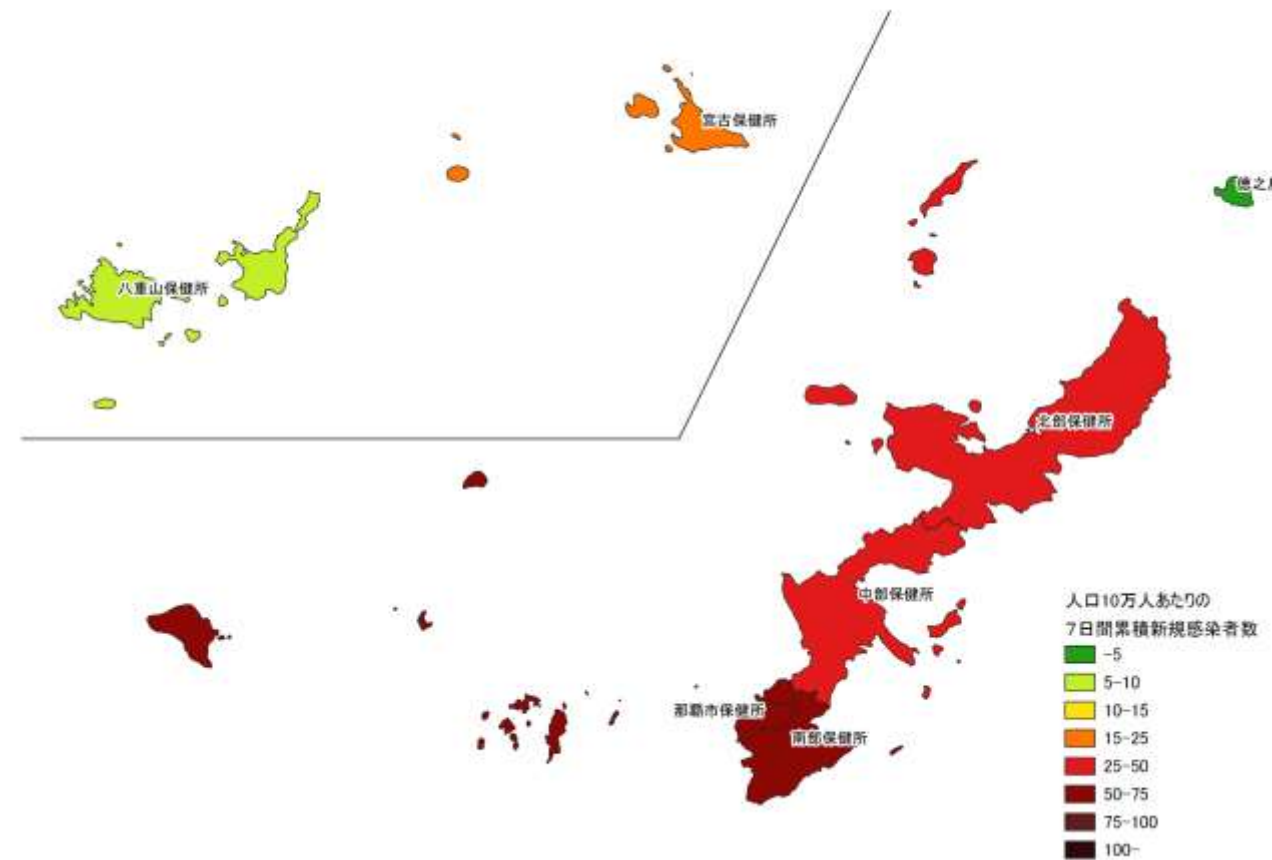 宮古保健所
徳之
八重山保健所
北部保健所
中部保健所
那覇市保健所
南部保健所
人口10万人あたりの
7日間累積新規感染者数
-5
5-10
10-15
15-25
25-50
50-75
75-100
100-